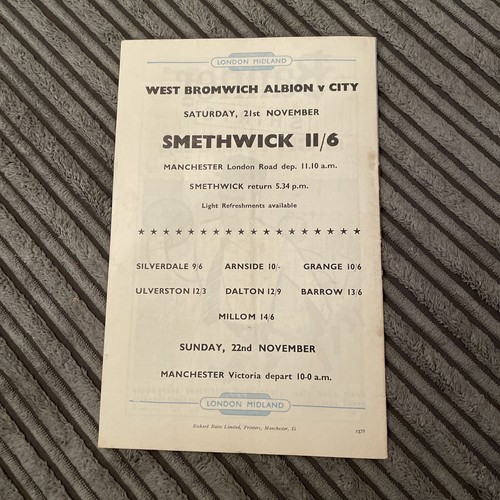 LONDON MIDLAND
WEST BROMWICH ALBION v CITY
SATURDAY, 21st NOVEMBER
SMETHWICK 11/6
MANCHESTER London Road dep. 11.10 a.m.
SMETHWICK return 5.34 p.m.
Light Refreshments available
★ ★ ★ ★ ★ ★ ★ ★ ★ ★ ★ ★ ★ ★ ★ ★ ★
SILVERDALE 9/6 ARNSIDE 10/- GRANGE 10/6
ULVERSTON 12/3 DALTON 12/9 BARROW 13/6
MILLOM 14/6
SUNDAY, 22nd NOVEMBER
MANCHESTER Victoria depart 10-0 a.m.
LONDON MIDLAND
Richard Bates Limited, Printers, Manchester, 15